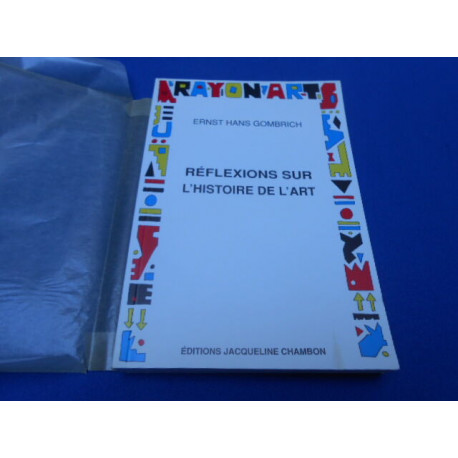 RAYON ARTS
ERNST HANS GOMBRICH
RÉFLEXIONS SUR
L'HISTOIRE DE L'ART
ÉDITIONS JACQUELINE CHAMBON